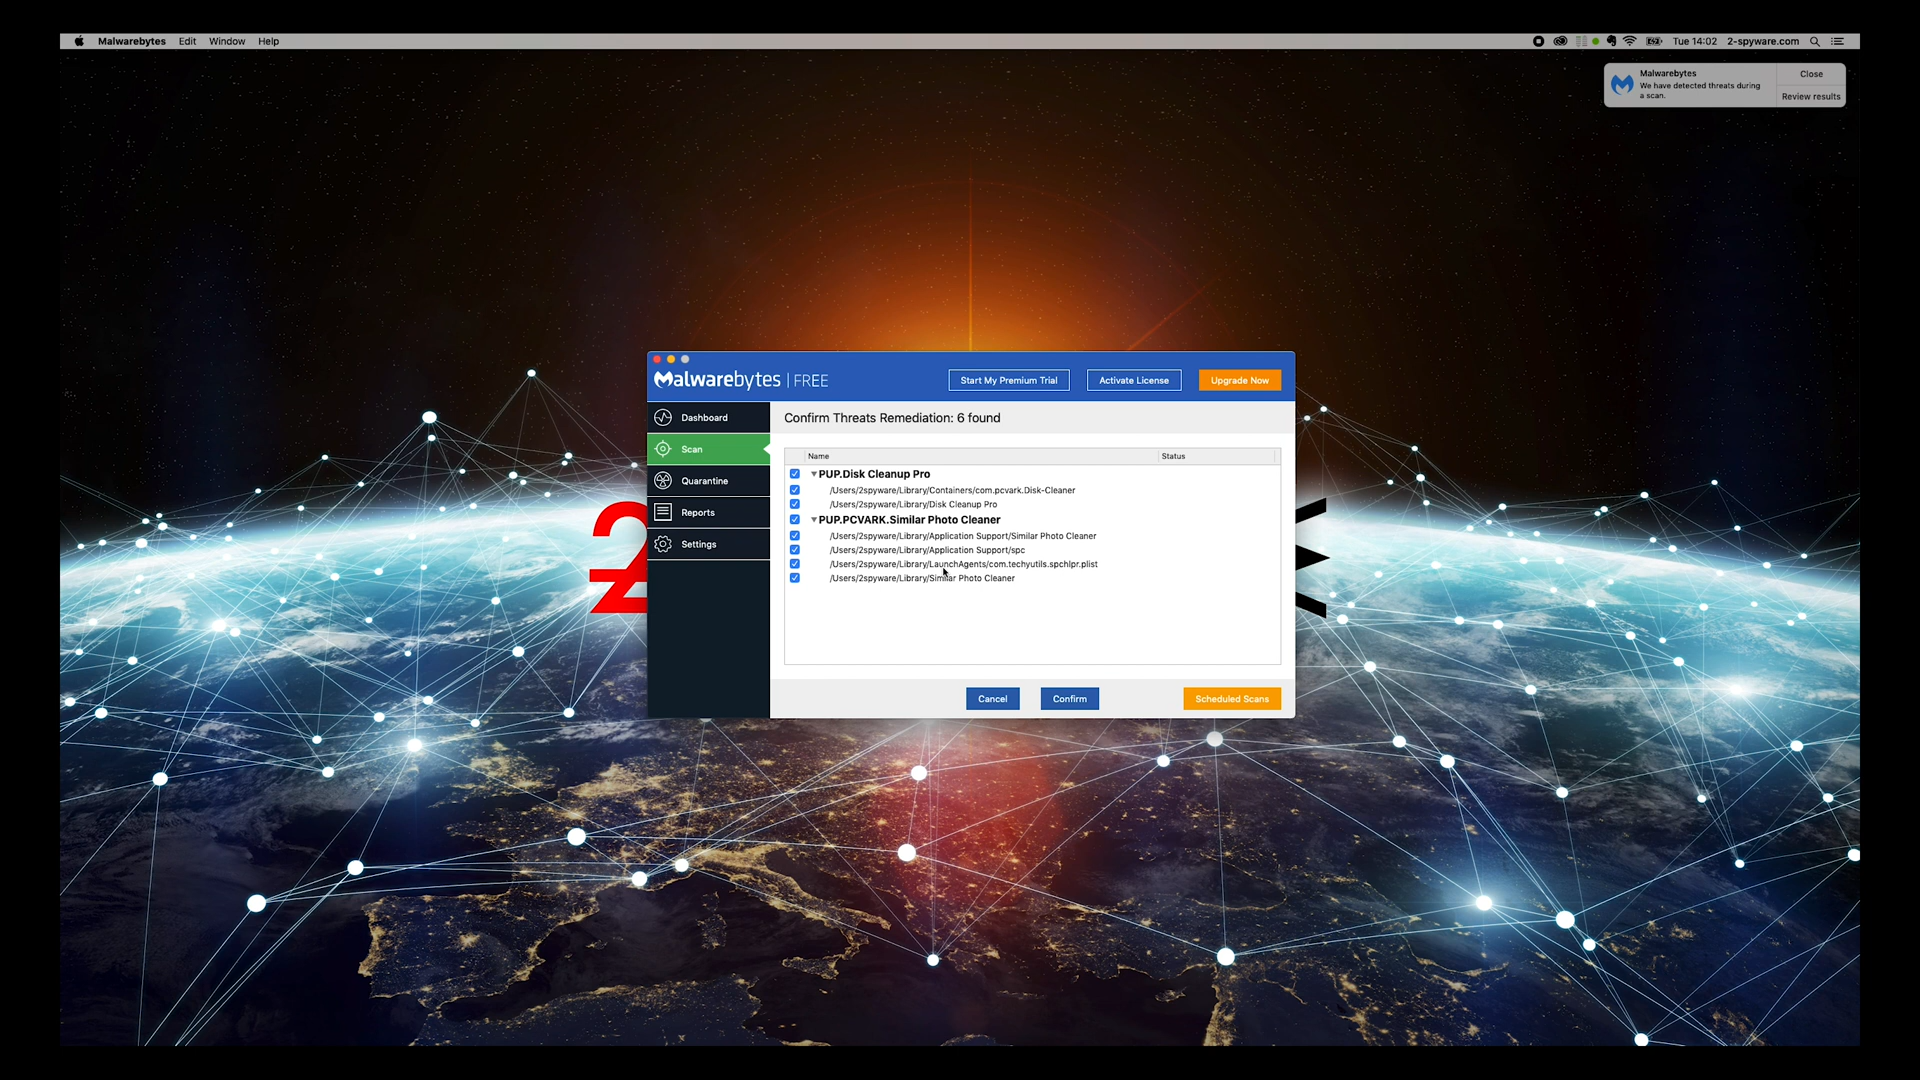 Malwarebytes Edit Window Help
Tue 14:02 2-spyware.com
Malwarebytes
We have detected threats during
a scan.
Close
Review results
Malwarebytes | FREE
Start My Premium Trial
Activate License
Upgrade Now
Dashboard
Scan
Quarantine
Reports
Settings
Confirm Threats Remediation: 6 found
Name Status
PUP.Disk Cleanup Pro
/Users/2spyware/Library/Containers/com.pcvark.Disk-Cleaner
/Users/2spyware/Library/Disk Cleanup Pro
PUP.PCVARK.Similar Photo Cleaner
/Users/2spyware/Library/Application Support/Similar Photo Cleaner
/Users/2spyware/Library/Application Support/spc
/Users/2spyware/Library/LaunchAgents/com.techyutils.spchlpr.plist
/Users/2spyware/Library/Similar Photo Cleaner
Cancel
Confirm
Scheduled Scans
2